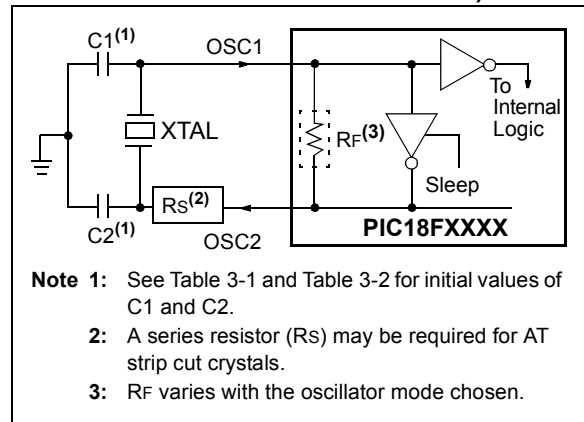 C1(1)
OSC1
To
Internal
Logic
XTAL
RF(3)
Sleep
RS(2)
C2(1)
OSC2
PIC18FXXXX
Note 1: See Table 3-1 and Table 3-2 for initial values of
C1 and C2.
2: A series resistor (RS) may be required for AT
strip cut crystals.
3: RF varies with the oscillator mode chosen.